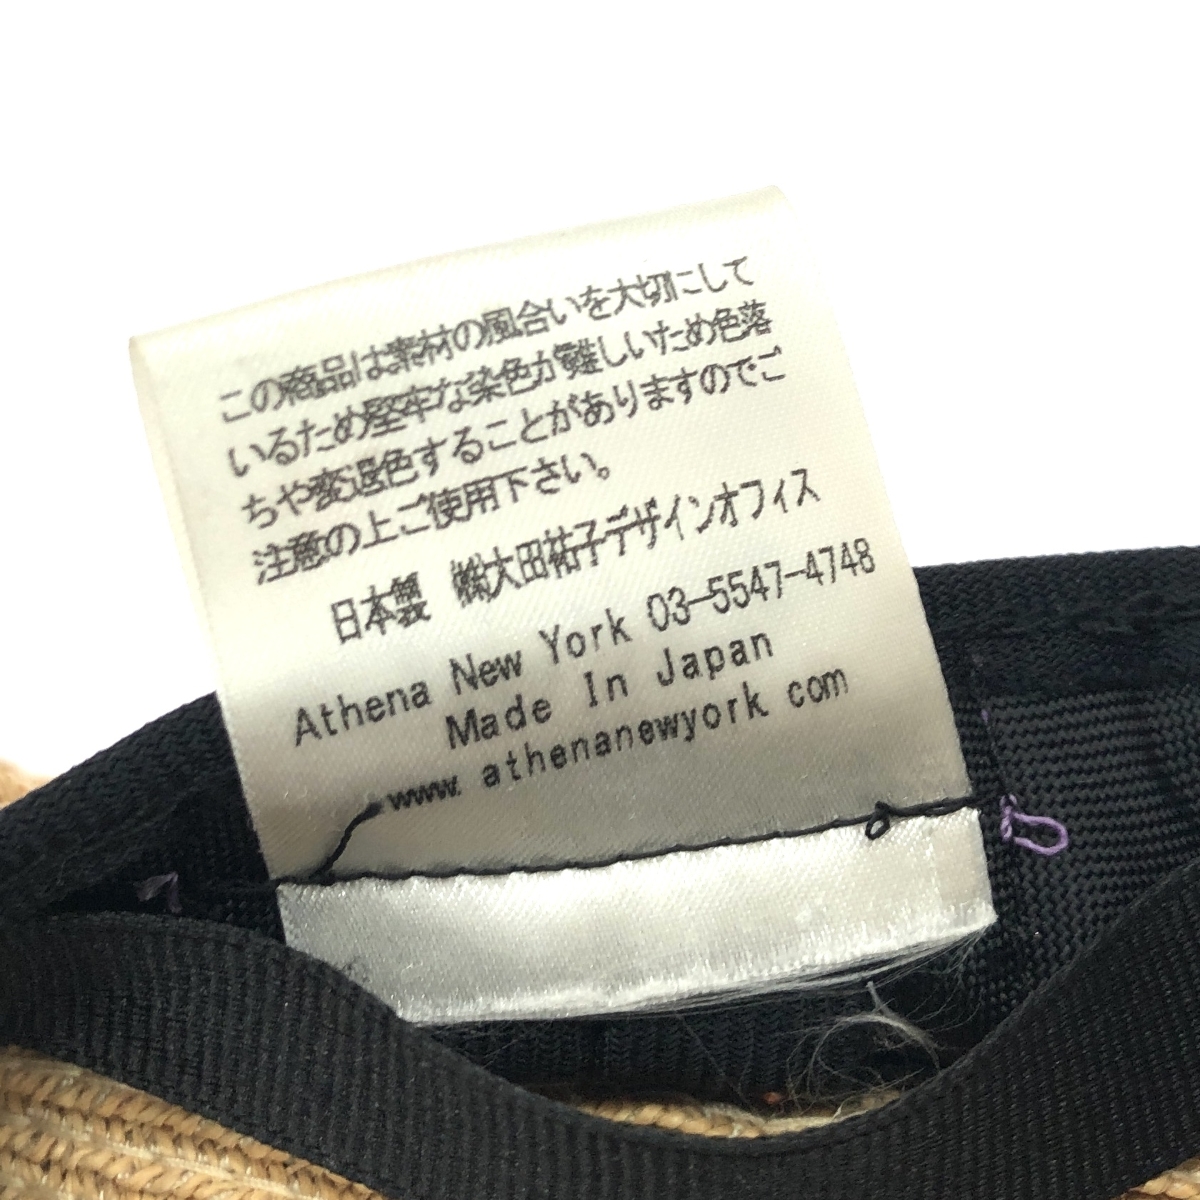 この商品は素材の風合いを大切にして
いるため堅牢な染色が難しいため色落
ちや変退色することがありますのでご
注意の上ご使用下さい。
日本製 ㈱大田祐子デザインオフィス
Athena New York 03-5547-4748
Made In Japan
www.athenanewyork com